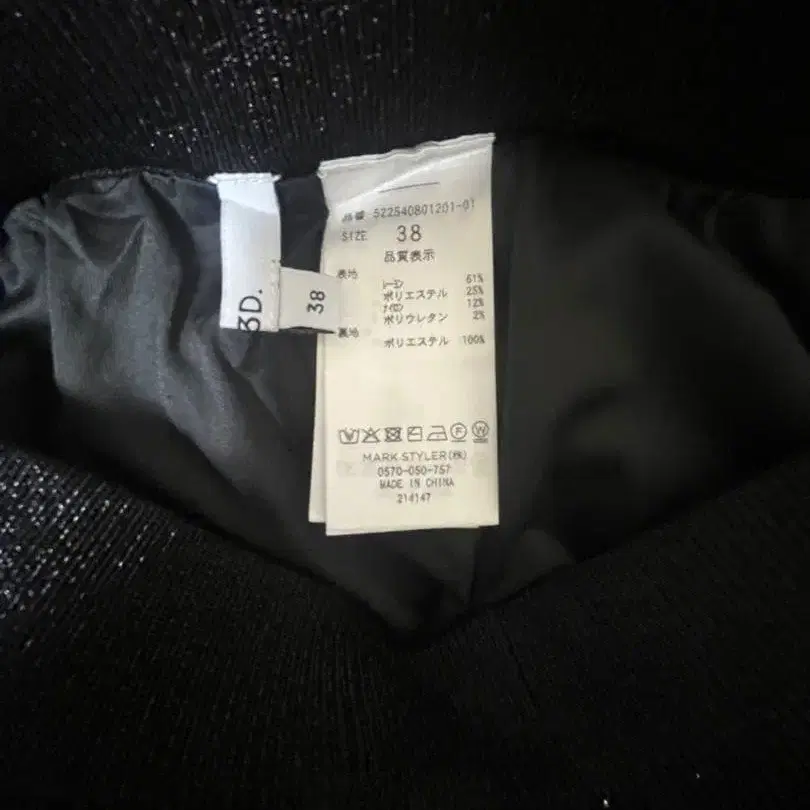 3D.
38
品番 522540801201-01
SIZE 38
品質表示
表地
レーヨン 61%
ポリエステル 25%
ナイロン 12%
ポリウレタン 2%
裏地
ポリエステル 100%
F W
MARK STYLER(株)
0570-050-757
MADE IN CHINA
214147